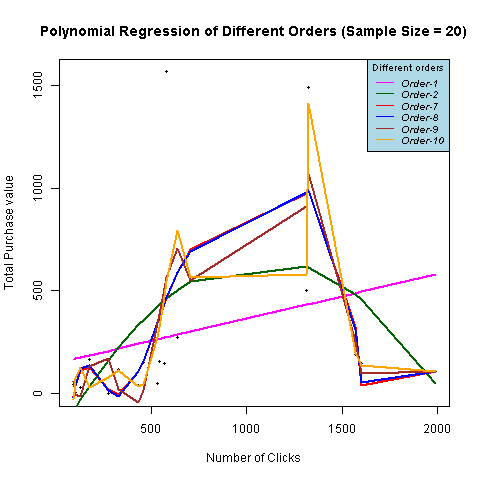 Polynomial Regression of Different Orders (Sample Size = 20)
Different orders
Order-1
Order-2
Order-7
Order-8
Order-9
Order-10
Total Purchase value
1500
1000
500
0
500
1000
1500
2000
Number of Clicks